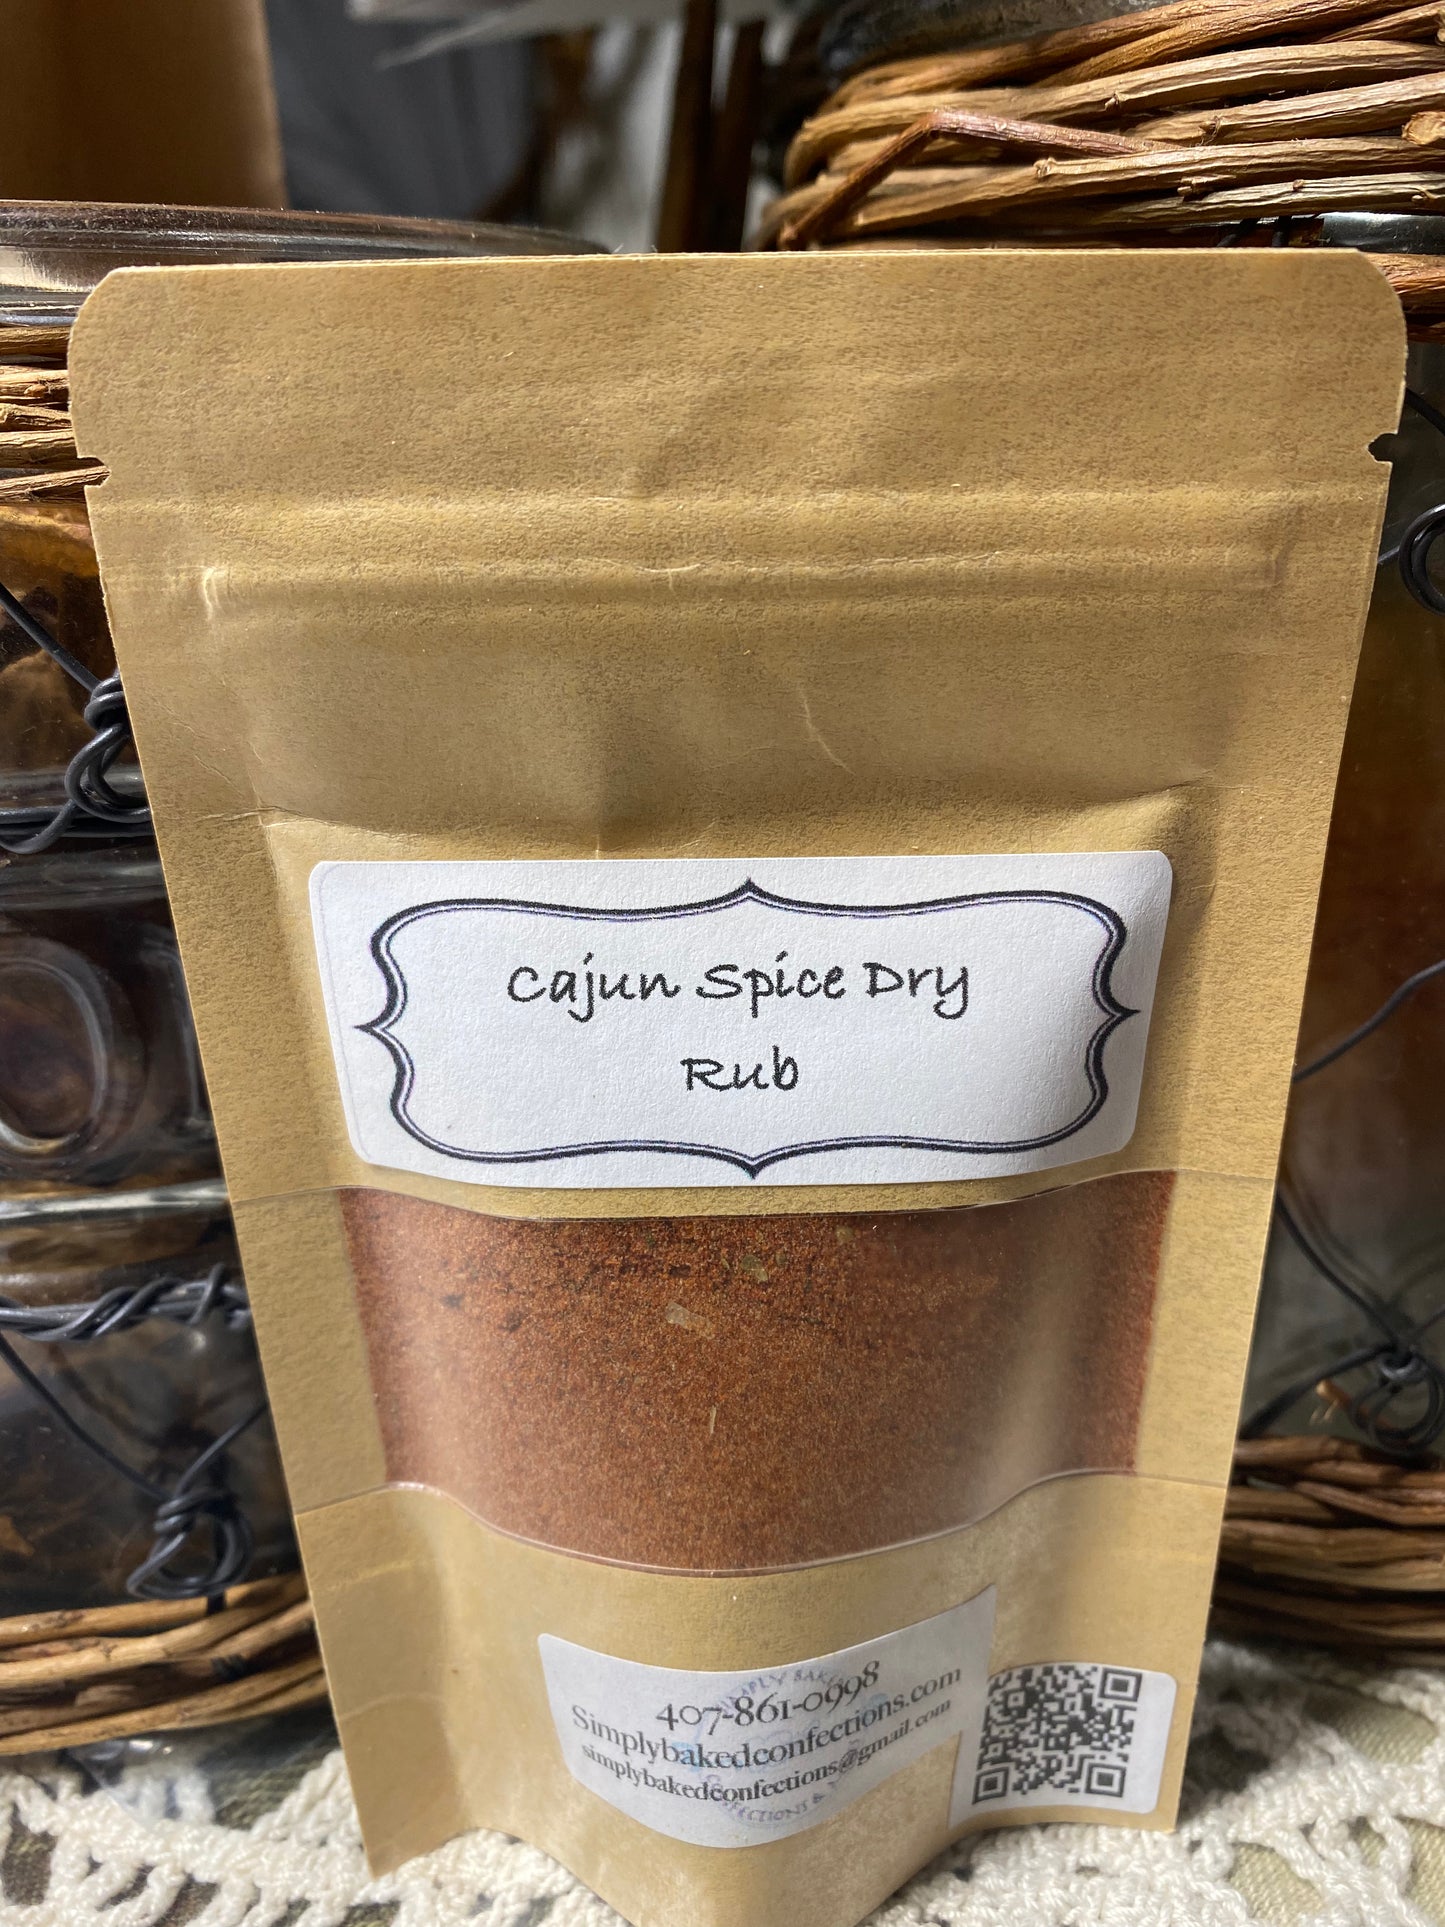 Cajun Spice Dry
Rub
407-861-0998
Simplybakedconfections.com
simplybakedconfections@gmail.com